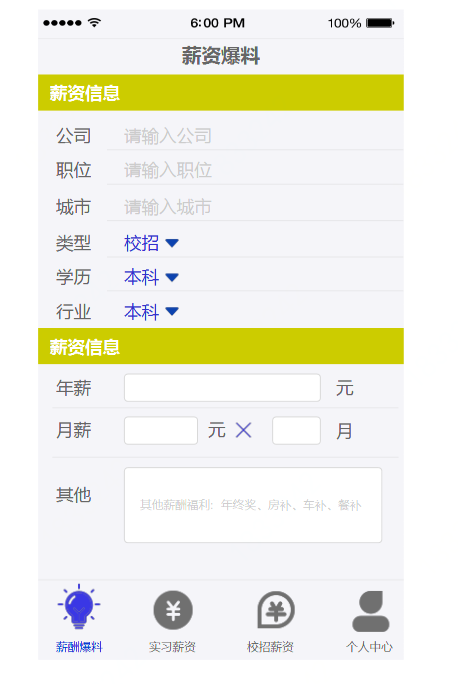 6:00 PM 100%
薪资爆料
薪资信息
公司 请输入公司
职位 请输入职位
城市 请输入城市
类型 校招
学历 本科
行业 本科
薪资信息
年薪 元
月薪 元 × 月
其他 其他薪酬福利: 年终奖、房补、车补、餐补
薪酬爆料 实习薪资 校招薪资 个人中心